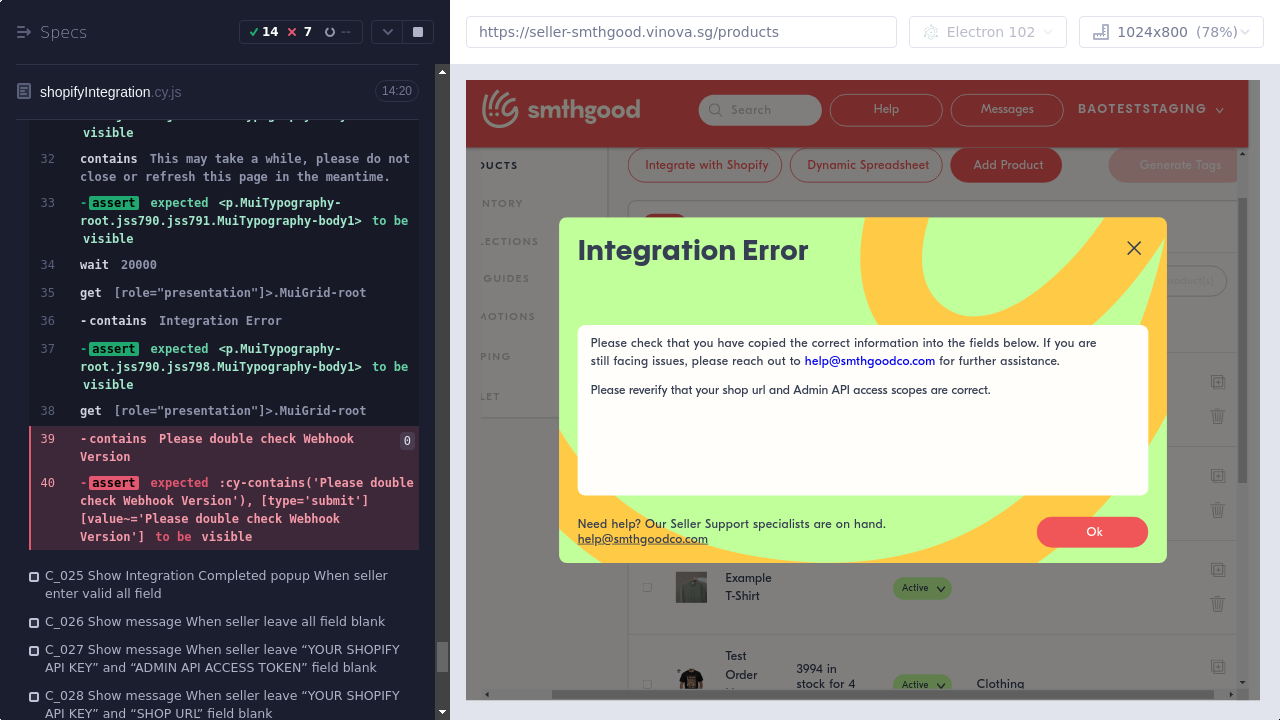 Specs
14
7
--
https://seller-smthgood.vinova.sg/products
Electron 102
1024x800 (78%)
shopifyIntegration.cy.js
14:20
visible
32 contains This may take a while, please do not
close or refresh this page in the meantime.
33 -assert expected <p.MuiTypography-
root.jss790.jss791.MuiTypography-body1> to be
visible
34 wait 20000
35 get [role="presentation"]>.MuiGrid-root
36 -contains Integration Error
37 -assert expected <p.MuiTypography-
root.jss790.jss798.MuiTypography-body1> to be
visible
38 get [role="presentation"]>.MuiGrid-root
39 -contains Please double check Webhook
Version
0
40 -assert expected :cy-contains('Please double
check Webhook Version'), [type='submit']
[value~='Please double check Webhook
Version'] to be visible
C_025 Show Integration Completed popup When seller
enter valid all field
C_026 Show message When seller leave all field blank
C_027 Show message When seller leave “YOUR SHOPIFY
API KEY” and “ADMIN API ACCESS TOKEN” field blank
C_028 Show message When seller leave “YOUR SHOPIFY
API KEY” and “SHOP URL” field blank
smthgood
Search
Help
Messages
BAOTESTSTAGING
DUCTS
Integrate with Shopify
Dynamic Spreadsheet
Add Product
Generate Tags
NTORY
LECTIONS
GUIDES
MOTIONS
PING
LET
roduct(s)
Integration Error
Please check that you have copied the correct information into the fields below. If you are
still facing issues, please reach out to help@smthgoodco.com for further assistance.
Please reverify that your shop url and Admin API access scopes are correct.
Need help? Our Seller Support specialists are on hand.
help@smthgoodco.com
Ok
Example
T-Shirt
Active
Test
Order
3994 in
stock for 4
Active
Clothing